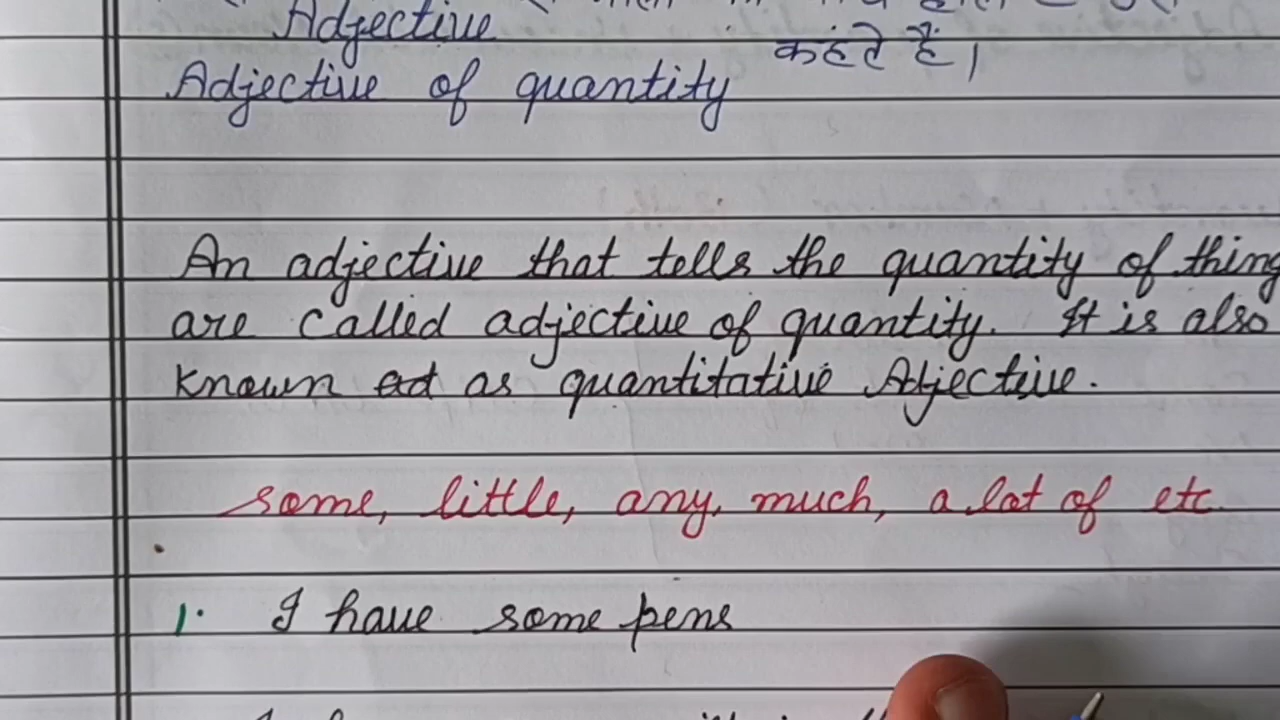 Adjective
कहते हैं।
Adjective of quantity
An adjective that tells the quantity of thing
are called adjective of quantity. It is also
known as quantitative Adjective.
some, little, any, much, a lot of etc.
1. I have some pens